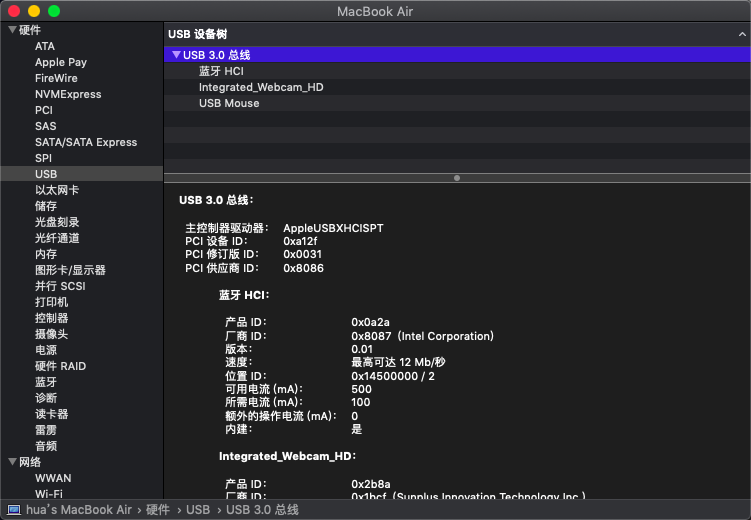 MacBook Air
硬件
ATA
Apple Pay
FireWire
NVMExpress
PCI
SAS
SATA/SATA Express
SPI
USB
以太网卡
储存
光盘刻录
光纤通道
内存
图形卡/显示器
并行 SCSI
打印机
控制器
摄像头
电源
硬件 RAID
蓝牙
诊断
读卡器
雷雳
音频
网络
WWAN
Wi-Fi
USB 设备树
USB 3.0 总线
蓝牙 HCI
Integrated_Webcam_HD
USB Mouse
USB 3.0 总线:
主控制器驱动器: AppleUSBXHCISPT
PCI 设备 ID: 0xa12f
PCI 修订版 ID: 0x0031
PCI 供应商 ID: 0x8086
蓝牙 HCI:
产品 ID: 0x0a2a
厂商 ID: 0x8087 (Intel Corporation)
版本: 0.01
速度: 最高可达 12 Mb/秒
位置 ID: 0x14500000 / 2
可用电流 (mA): 500
所需电流 (mA): 100
额外的操作电流 (mA): 0
内建: 是
Integrated_Webcam_HD:
产品 ID: 0x2b8a
厂商 ID: 0x1bcf (Sunplus Innovation Technology Inc.)
hua's MacBook Air › 硬件 › USB › USB 3.0 总线